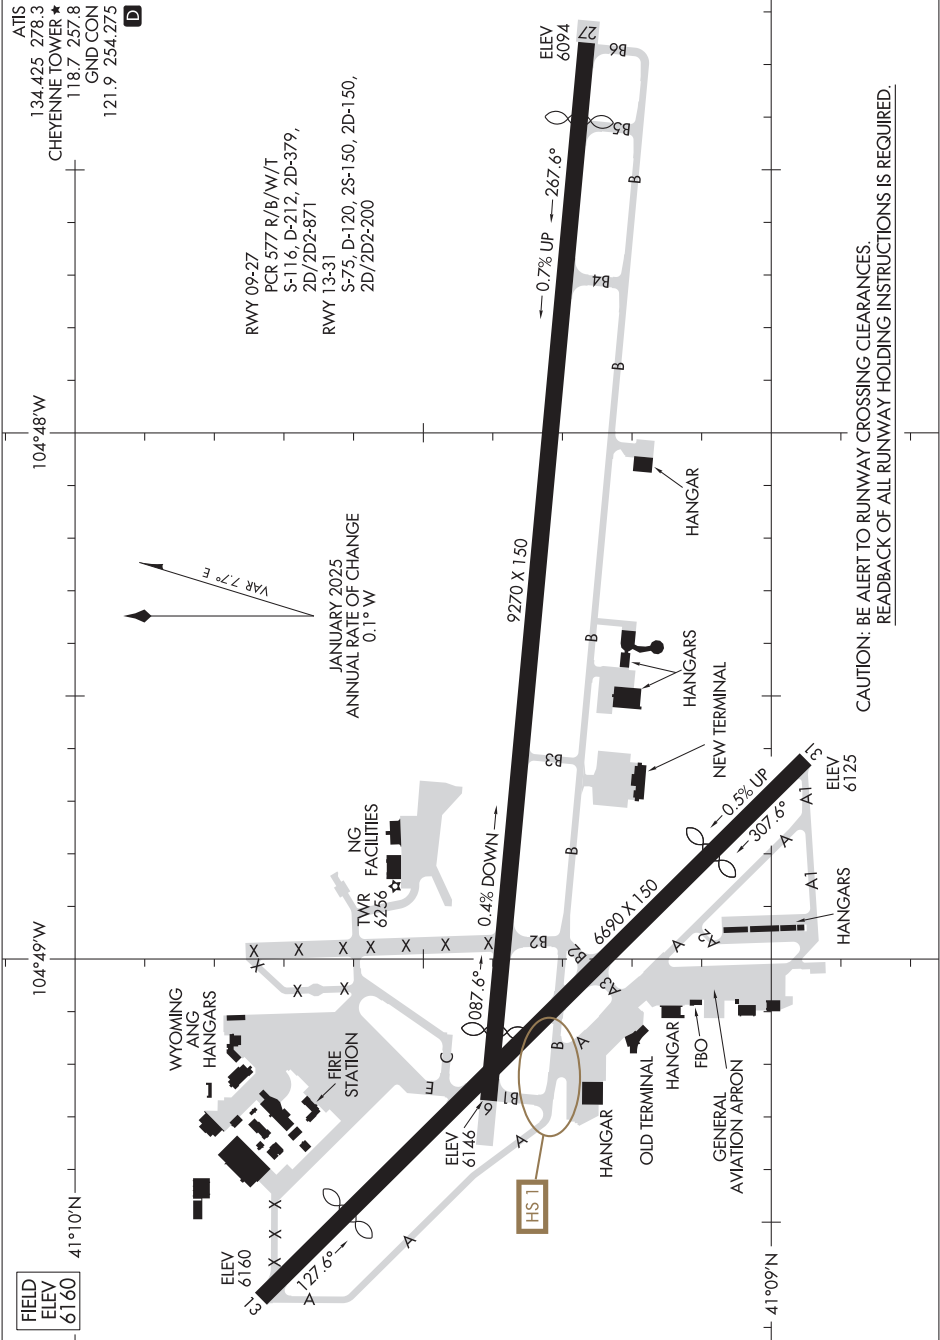 ATIS
134.425 278.3
CHEYENNE TOWER ★
118.7 257.8
GND CON
121.9 254.275
D
RWY 09-27
PCR 577 R/B/W/T
S-116, D-212, 2D-379,
2D/2D2-871
RWY 13-31
S-75, D-120, 2S-150, 2D-150,
2D/2D2-200
ELEV
6094
27
B6
B5
B
B4
B
0.7% UP
267.6°
104°48'W
HANGAR
VAR 7.7° E
JANUARY 2025
ANNUAL RATE OF CHANGE
0.1° W
9270 X 150
B
HANGARS
NEW TERMINAL
B3
B
NG
FACILITIES
TWR
6256
0.4% DOWN
087.6°
6690 X 150
0.5% UP
307.6°
31
ELEV
6125
A1
A
A1
HANGARS
A2
A
A3
B2
B2
X
X
X
X
X
X
X
X
X
X
104°49'W
WYOMING
ANG
HANGARS
FIRE
STATION
C
E
B
A
9
B1
ELEV
6146
A
HS 1
HANGAR
OLD TERMINAL
HANGAR
FBO
GENERAL
AVIATION APRON
X
X
X
A
A
127.6°
13
ELEV
6160
FIELD
ELEV
6160
41°10'N
41°09'N
CAUTION: BE ALERT TO RUNWAY CROSSING CLEARANCES.
READBACK OF ALL RUNWAY HOLDING INSTRUCTIONS IS REQUIRED.